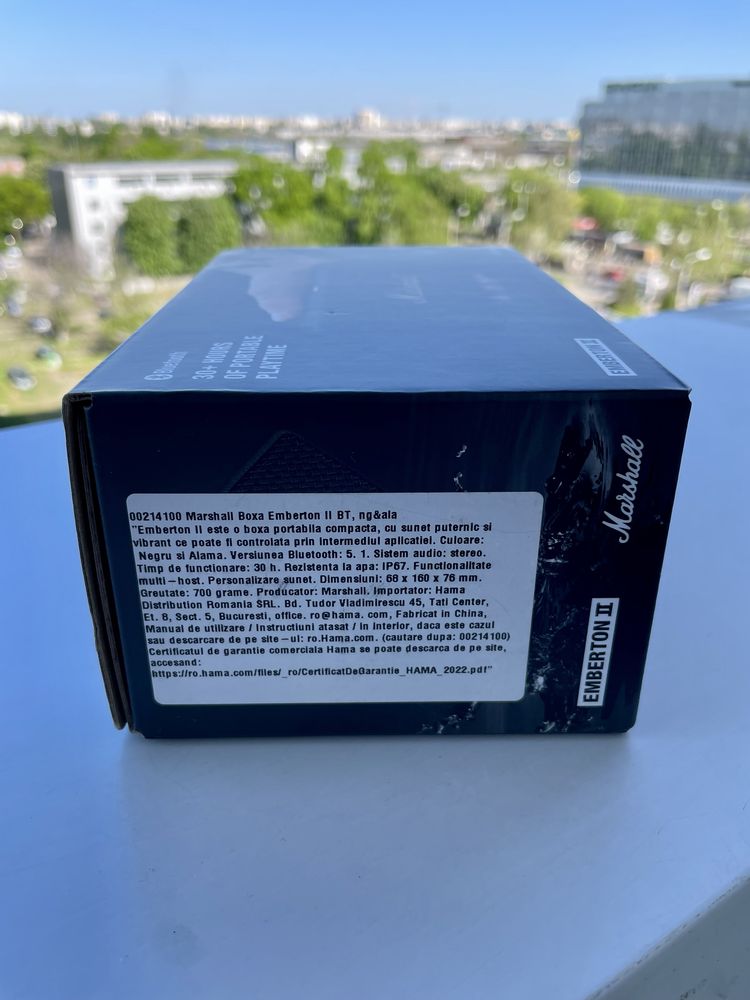 Bluetooth
30+ HOURS
OF PORTABLE
PLAYTIME
Marshall
EMBERTON II
00214100 Marshall Boxa Emberton II BT, ng&ala
"Emberton II este o boxa portabila compacta, cu sunet puternic si
vibrant ce poate fi controlata prin intermediul aplicatiei. Culoare:
Negru si Alama. Versiunea Bluetooth: 5. 1. Sistem audio: stereo.
Timp de functionare: 30 h. Rezistenta la apa: IP67. Functionalitate
multi-host. Personalizare sunet. Dimensiuni: 68 x 160 x 76 mm.
Greutate: 700 grame. Producator: Marshall. Importator: Hama
Distribution Romania SRL. Bd. Tudor Vladimirescu 45, Tati Center,
Et. 8, Sect. 5, Bucuresti, office. ro@hama. com, Fabricat in China,
Manual de utilizare / Instructiuni atasat / in interior, daca este cazul
sau descarcare de pe site-ul: ro.Hama.com. (cautare dupa: 00214100)
Certificatul de garantie comerciala Hama se poate descarca de pe site,
accesand:
https://ro.hama.com/files/_ro/CertificatDeGarantie_HAMA_2022.pdf"
Marshall
EMBERTON II